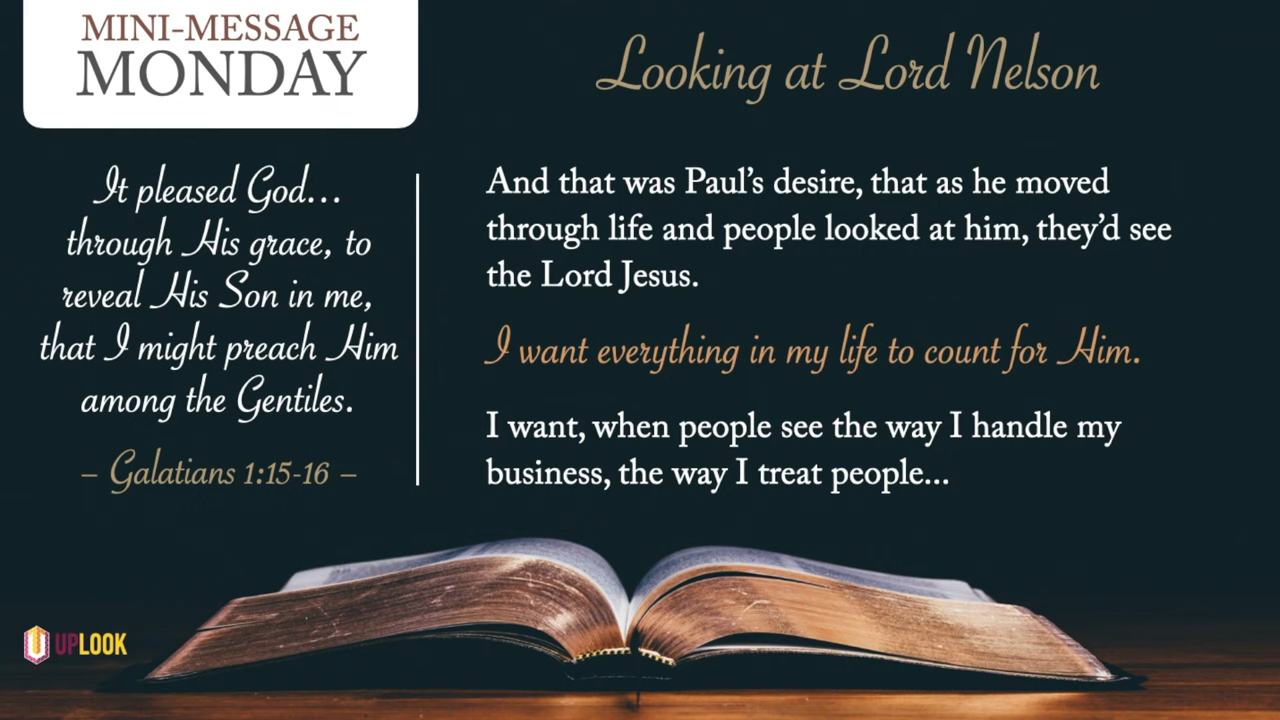 MINI-MESSAGE
MONDAY
Looking at Lord Nelson
It pleased God...
through His grace, to
reveal His Son in me,
that I might preach Him
among the Gentiles.
– Galatians 1:15-16 –
And that was Paul’s desire, that as he moved
through life and people looked at him, they’d see
the Lord Jesus.
I want everything in my life to count for Him.
I want, when people see the way I handle my
business, the way I treat people...
UPLOOK